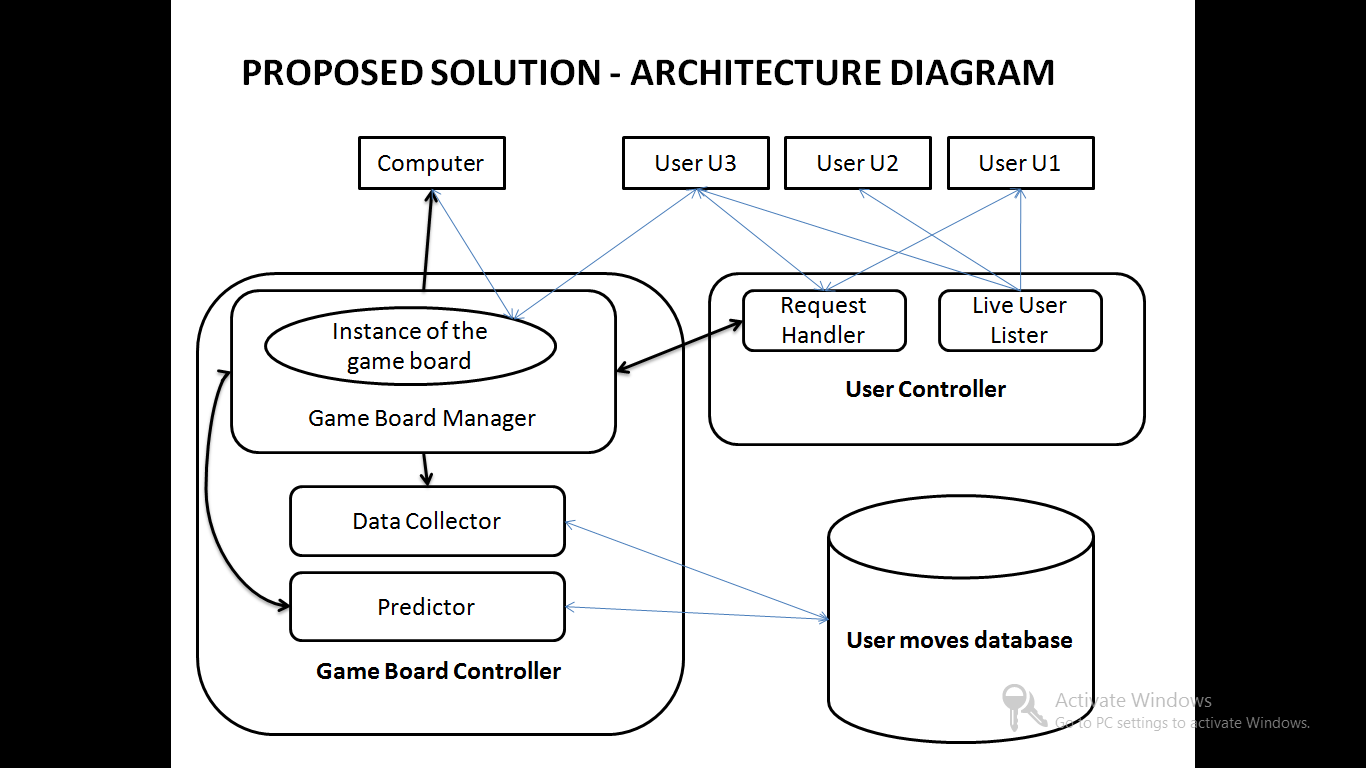 PROPOSED SOLUTION - ARCHITECTURE DIAGRAM
Computer
User U3
User U2
User U1
Instance of the
game board
Game Board Manager
Request
Handler
Live User
Lister
User Controller
Data Collector
Predictor
Game Board Controller
User moves database
Activate Windows
Go to PC settings to activate Windows.